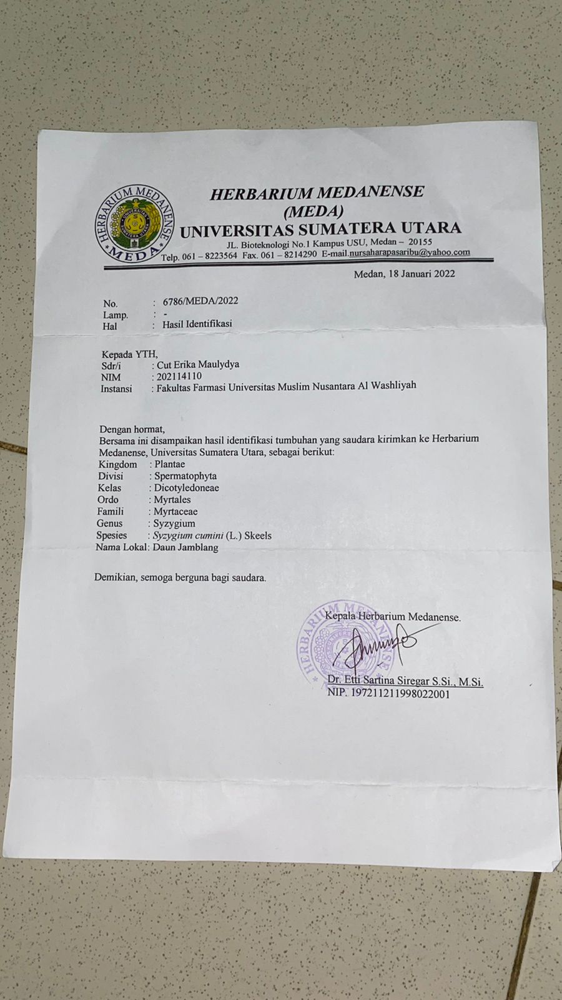 HERBARIUM MEDANENSE
(MEDA)
UNIVERSITAS SUMATERA UTARA
JL. Bioteknologi No.1 Kampus USU, Medan – 20155
Telp. 061 – 8223564 Fax. 061 – 8214290 E-mail.nursaharapasaribu@yahoo.com
HERBARIUM MEDANENSE
* MEDA *
UNIVERSITAS
SUMATERA UTARA
Medan, 18 Januari 2022
No. : 6786/MEDA/2022
Lamp. : -
Hal : Hasil Identifikasi
Kepada YTH,
Sdr/i : Cut Erika Maulydya
NIM : 202114110
Instansi : Fakultas Farmasi Universitas Muslim Nusantara Al Washliyah
Dengan hormat,
Bersama ini disampaikan hasil identifikasi tumbuhan yang saudara kirimkan ke Herbarium
Medanense, Universitas Sumatera Utara, sebagai berikut:
Kingdom : Plantae
Divisi : Spermatophyta
Kelas : Dicotyledoneae
Ordo : Myrtales
Famili : Myrtaceae
Genus : Syzygium
Spesies : Syzygium cumini (L.) Skeels
Nama Lokal: Daun Jamblang
Demikian, semoga berguna bagi saudara.
Kepala Herbarium Medanense.
HERBARIUM MEDANENSE
Dr. Etti Sartina Siregar S.Si., M.Si.
NIP. 197211211998022001